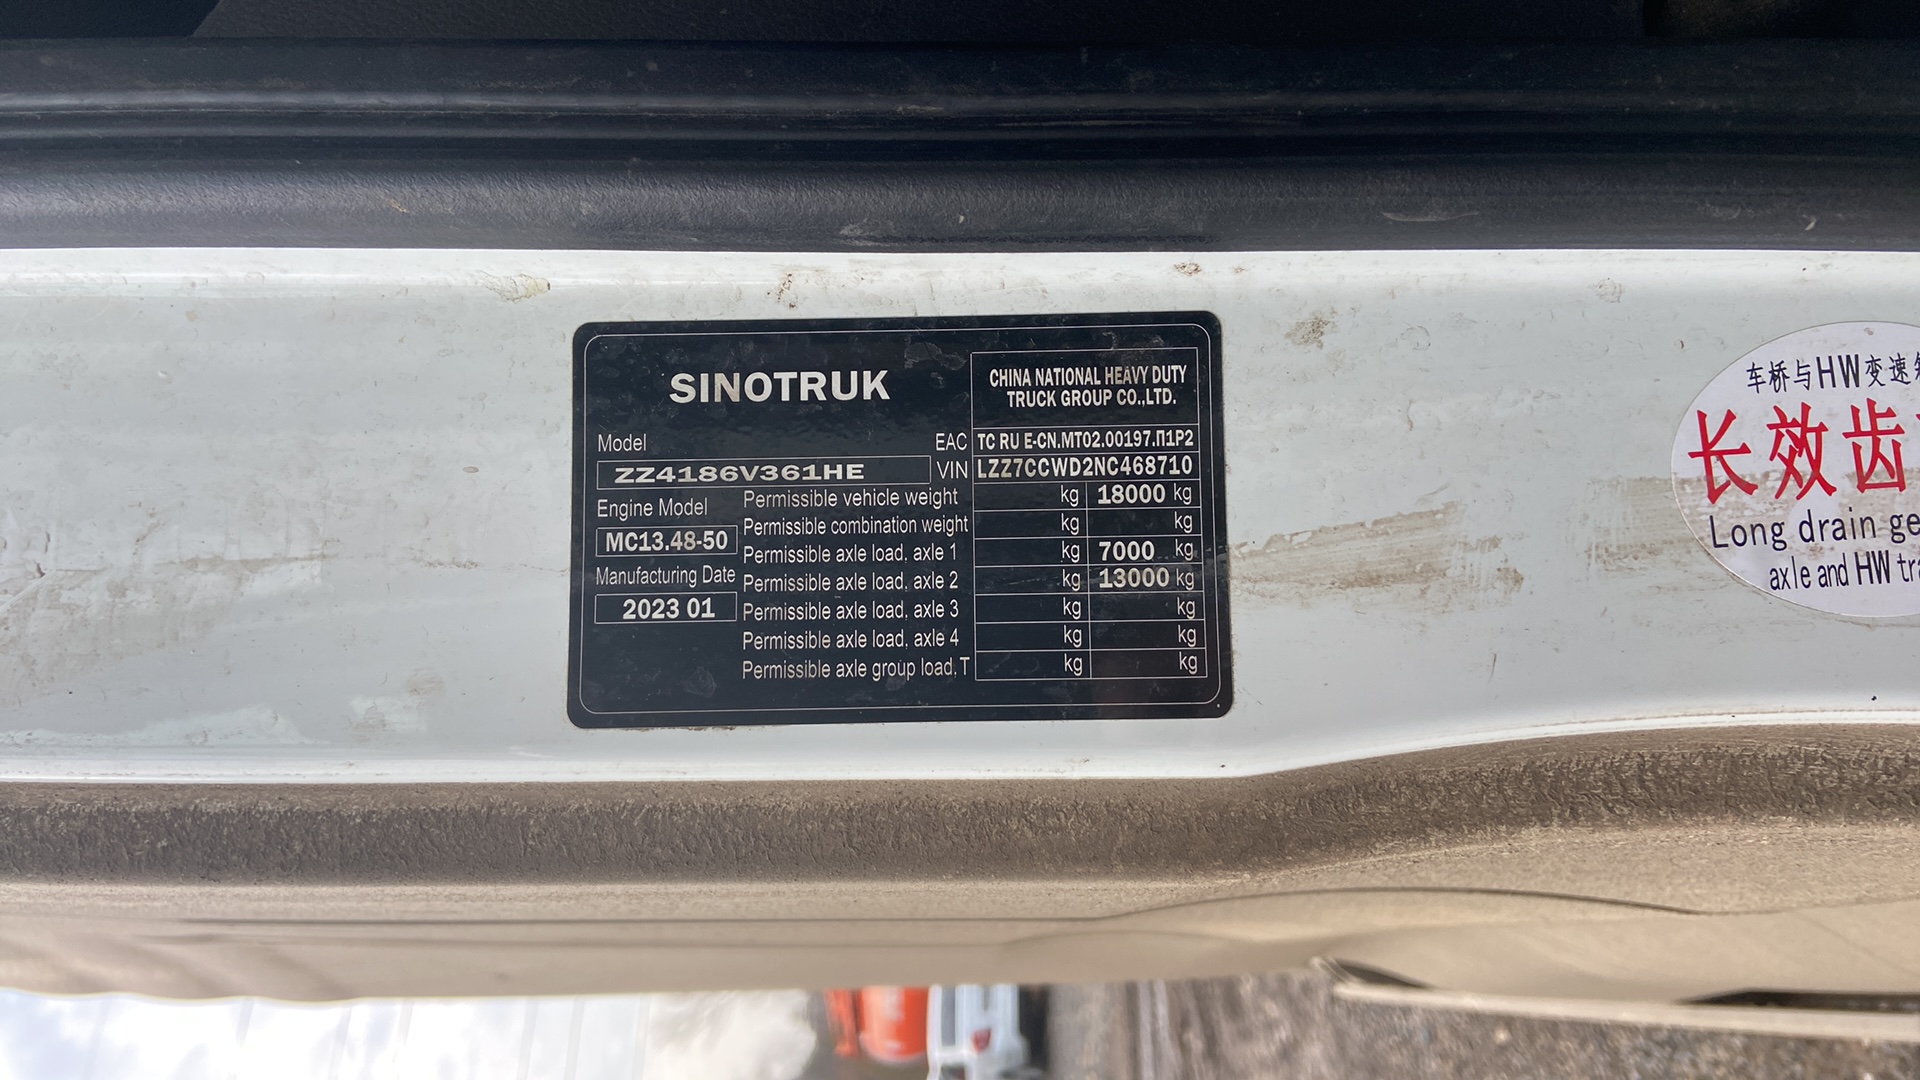 SINOTRUK
CHINA NATIONAL HEAVY DUTY
TRUCK GROUP CO.,LTD.
Model
EAC TC RU E-CN.MT02.00197.П1P2
ZZ4186V361HE
VIN LZZ7CCWD2NC468710
Engine Model
MC13.48-50
Manufacturing Date
2023 01
Permissible vehicle weight kg 18000 kg
Permissible combination weight kg kg
Permissible axle load, axle 1 kg 7000 kg
Permissible axle load, axle 2 kg 13000 kg
Permissible axle load, axle 3 kg kg
Permissible axle load, axle 4 kg kg
Permissible axle group load, T kg kg
车桥与HW变速
长效齿
Long drain
axle and HW